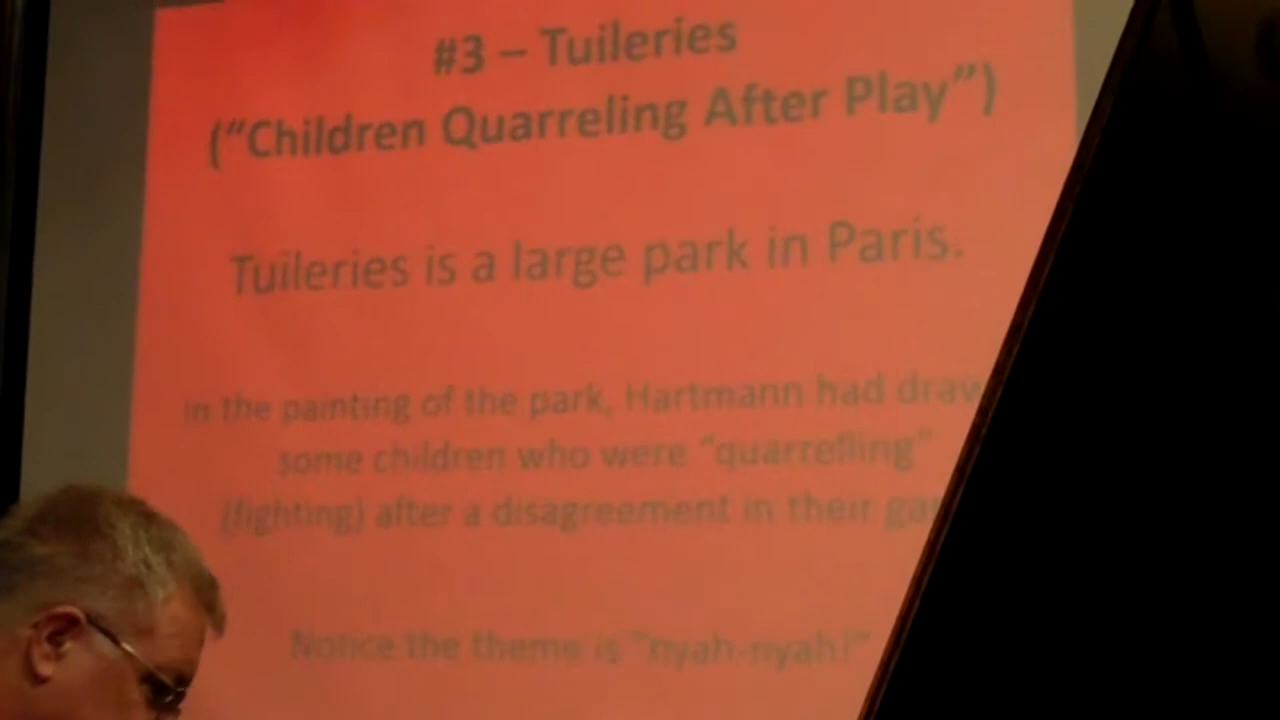 #3 – Tuileries
(“Children Quarreling After Play”)
Tuileries is a large park in Paris.
In the painting of the park, Hartmann had draw
some children who were “quarrelling”
(fighting) after a disagreement in their ga
Notice the theme is “nyah-nyah!”